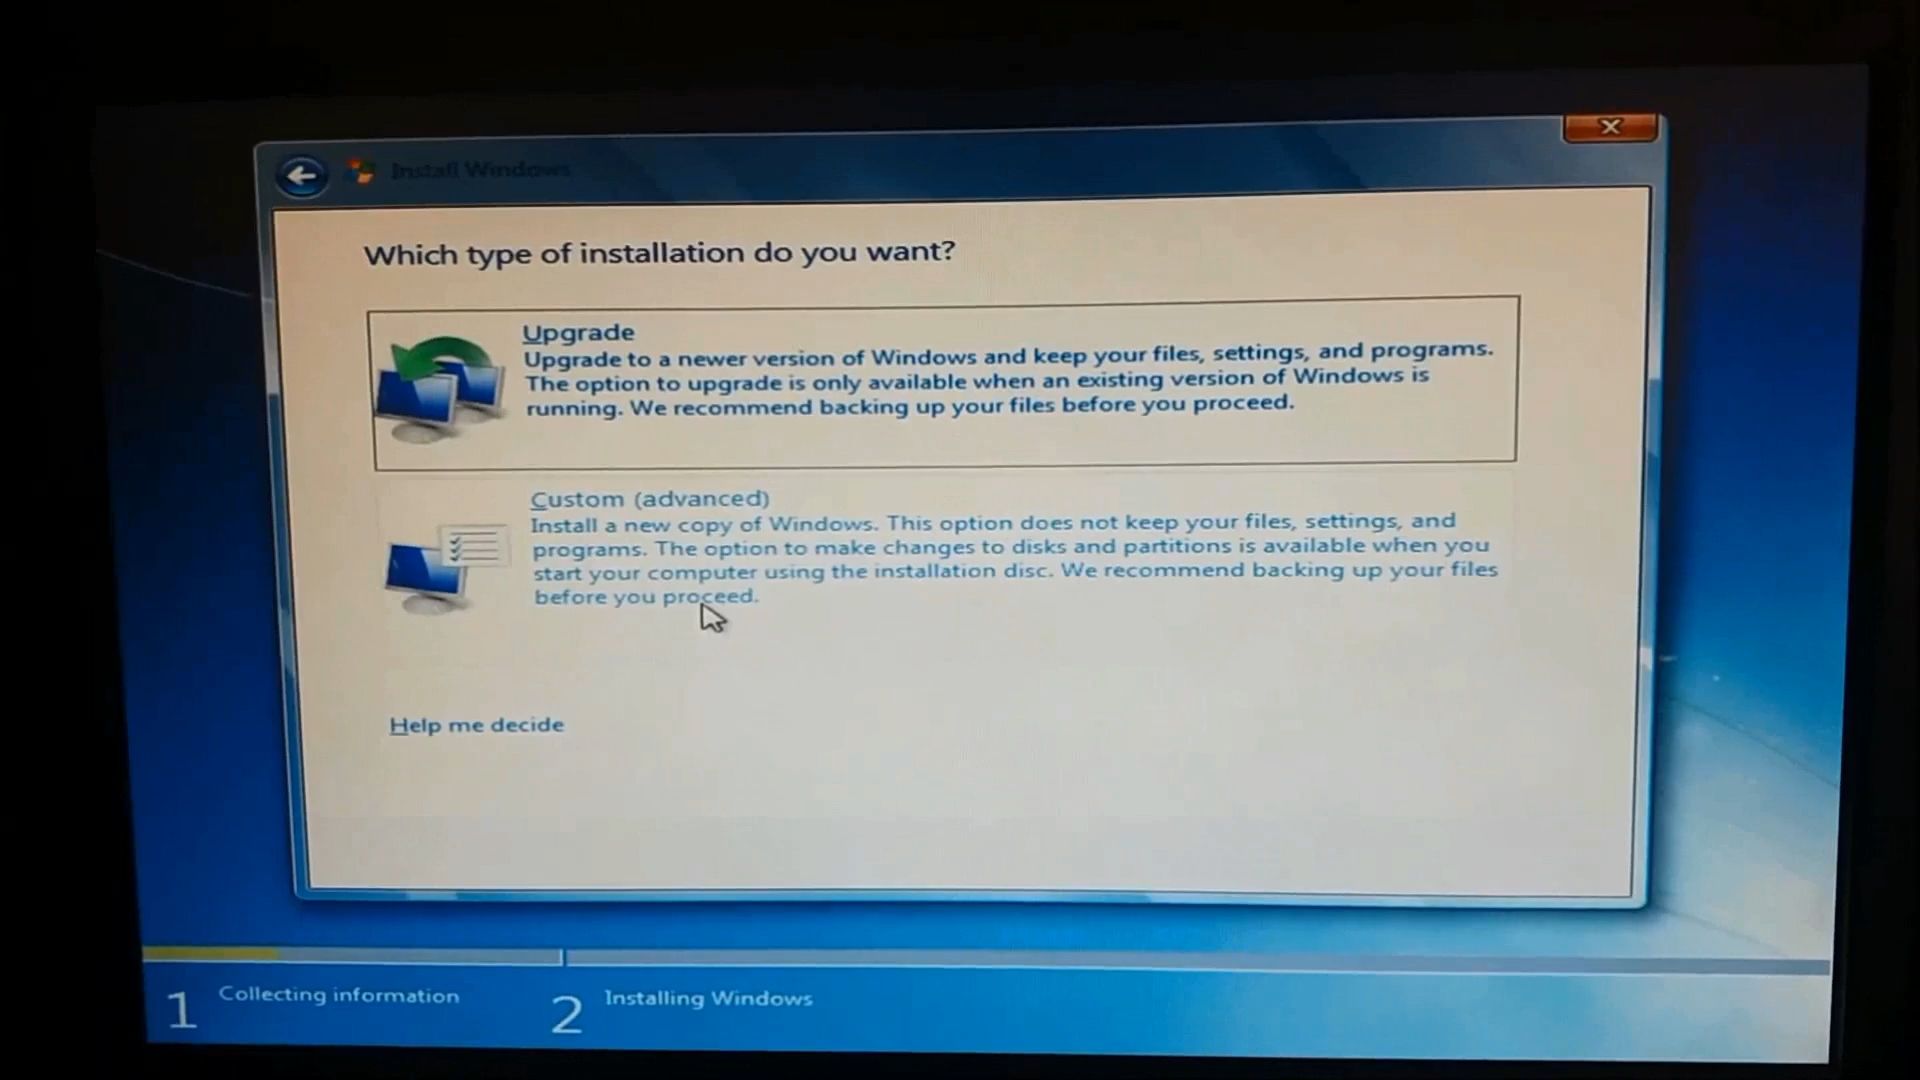 Install Windows
Which type of installation do you want?
Upgrade
Upgrade to a newer version of Windows and keep your files, settings, and programs.
The option to upgrade is only available when an existing version of Windows is
running. We recommend backing up your files before you proceed.
Custom (advanced)
Install a new copy of Windows. This option does not keep your files, settings, and
programs. The option to make changes to disks and partitions is available when you
start your computer using the installation disc. We recommend backing up your files
before you proceed.
Help me decide
1 Collecting information
2 Installing Windows